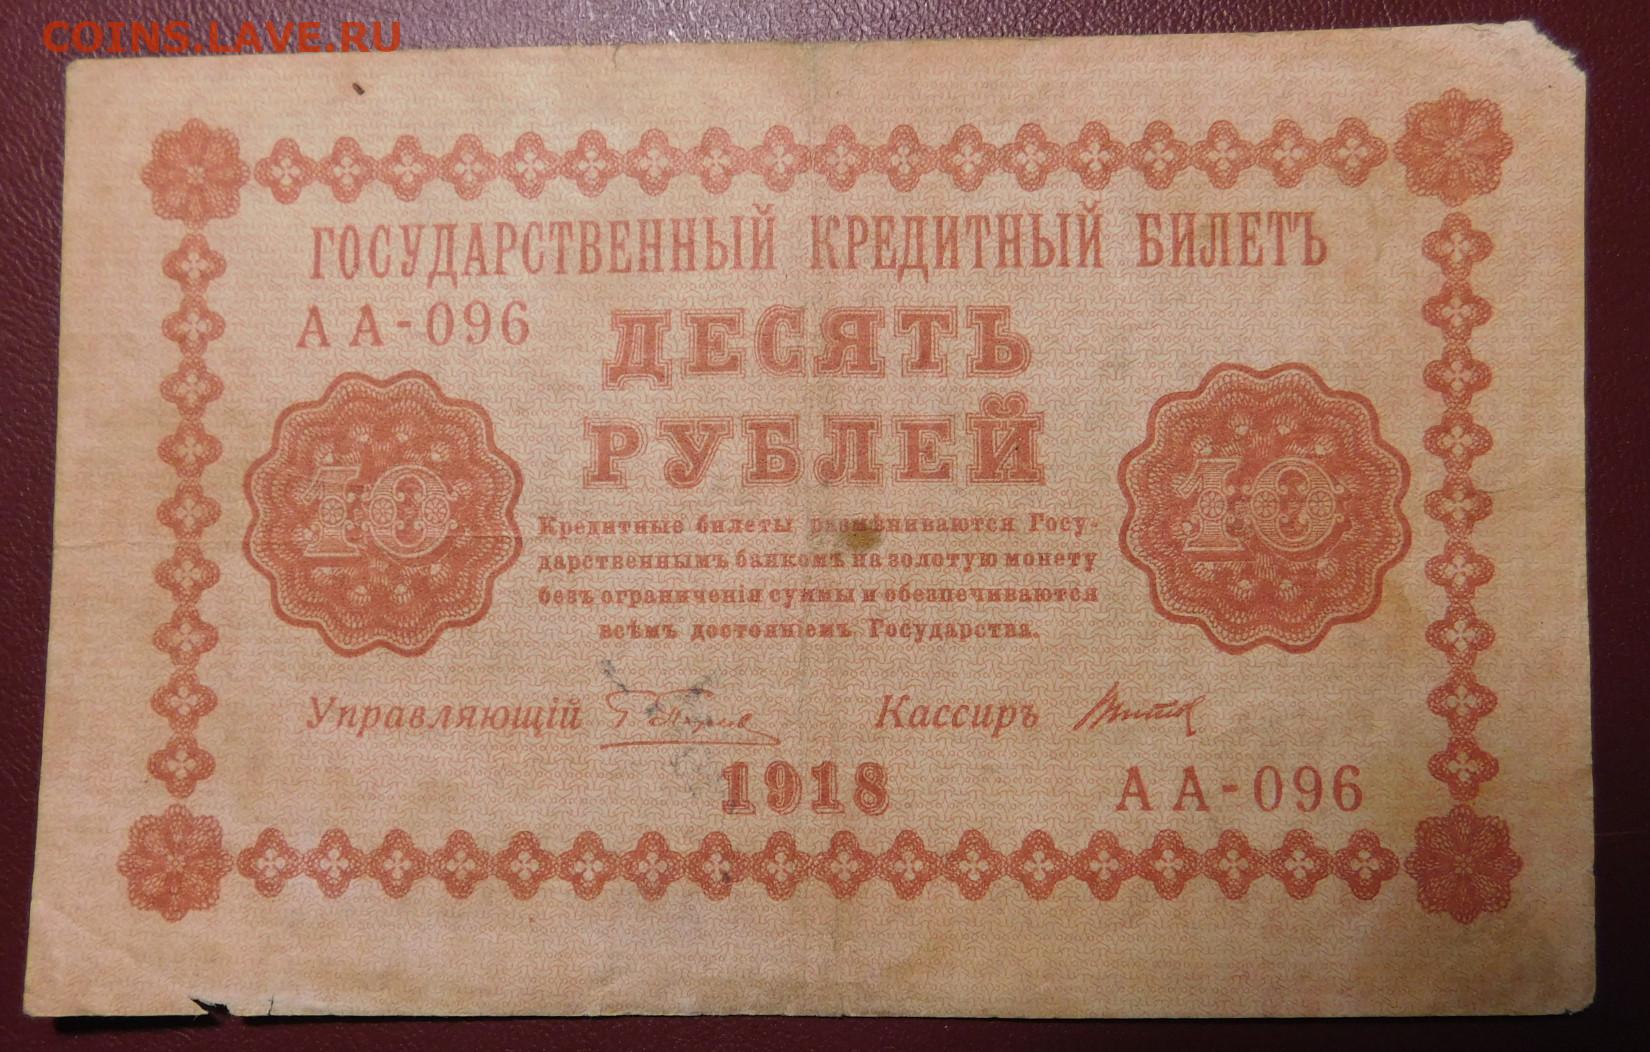 COINS.LAVE.RU
ГОСУДАРСТВЕННЫЙ КРЕДИТНЫЙ БИЛЕТЪ
АА-096
ДЕСЯТЬ
РУБЛЕЙ
10
10
Кредитные билеты размѣниваются Госу-
дарственнымъ банкомъ на золотую монету
безъ ограниченія суммы и обезпечиваются
всѣмъ достояніемъ Государства.
Управляющій
Кассиръ
1918
АА-096